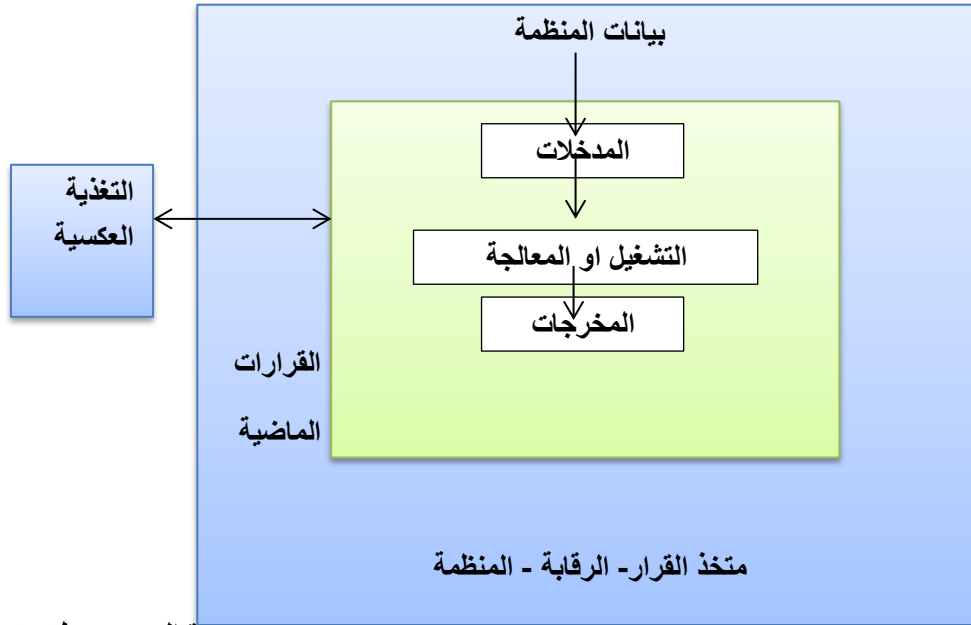 بيانات المنظمة
المدخلات
التغذية
العكسية
التشغيل او المعالجة
المخرجات
القرارات
الماضية
متخذ القرار- الرقابة - المنظمة